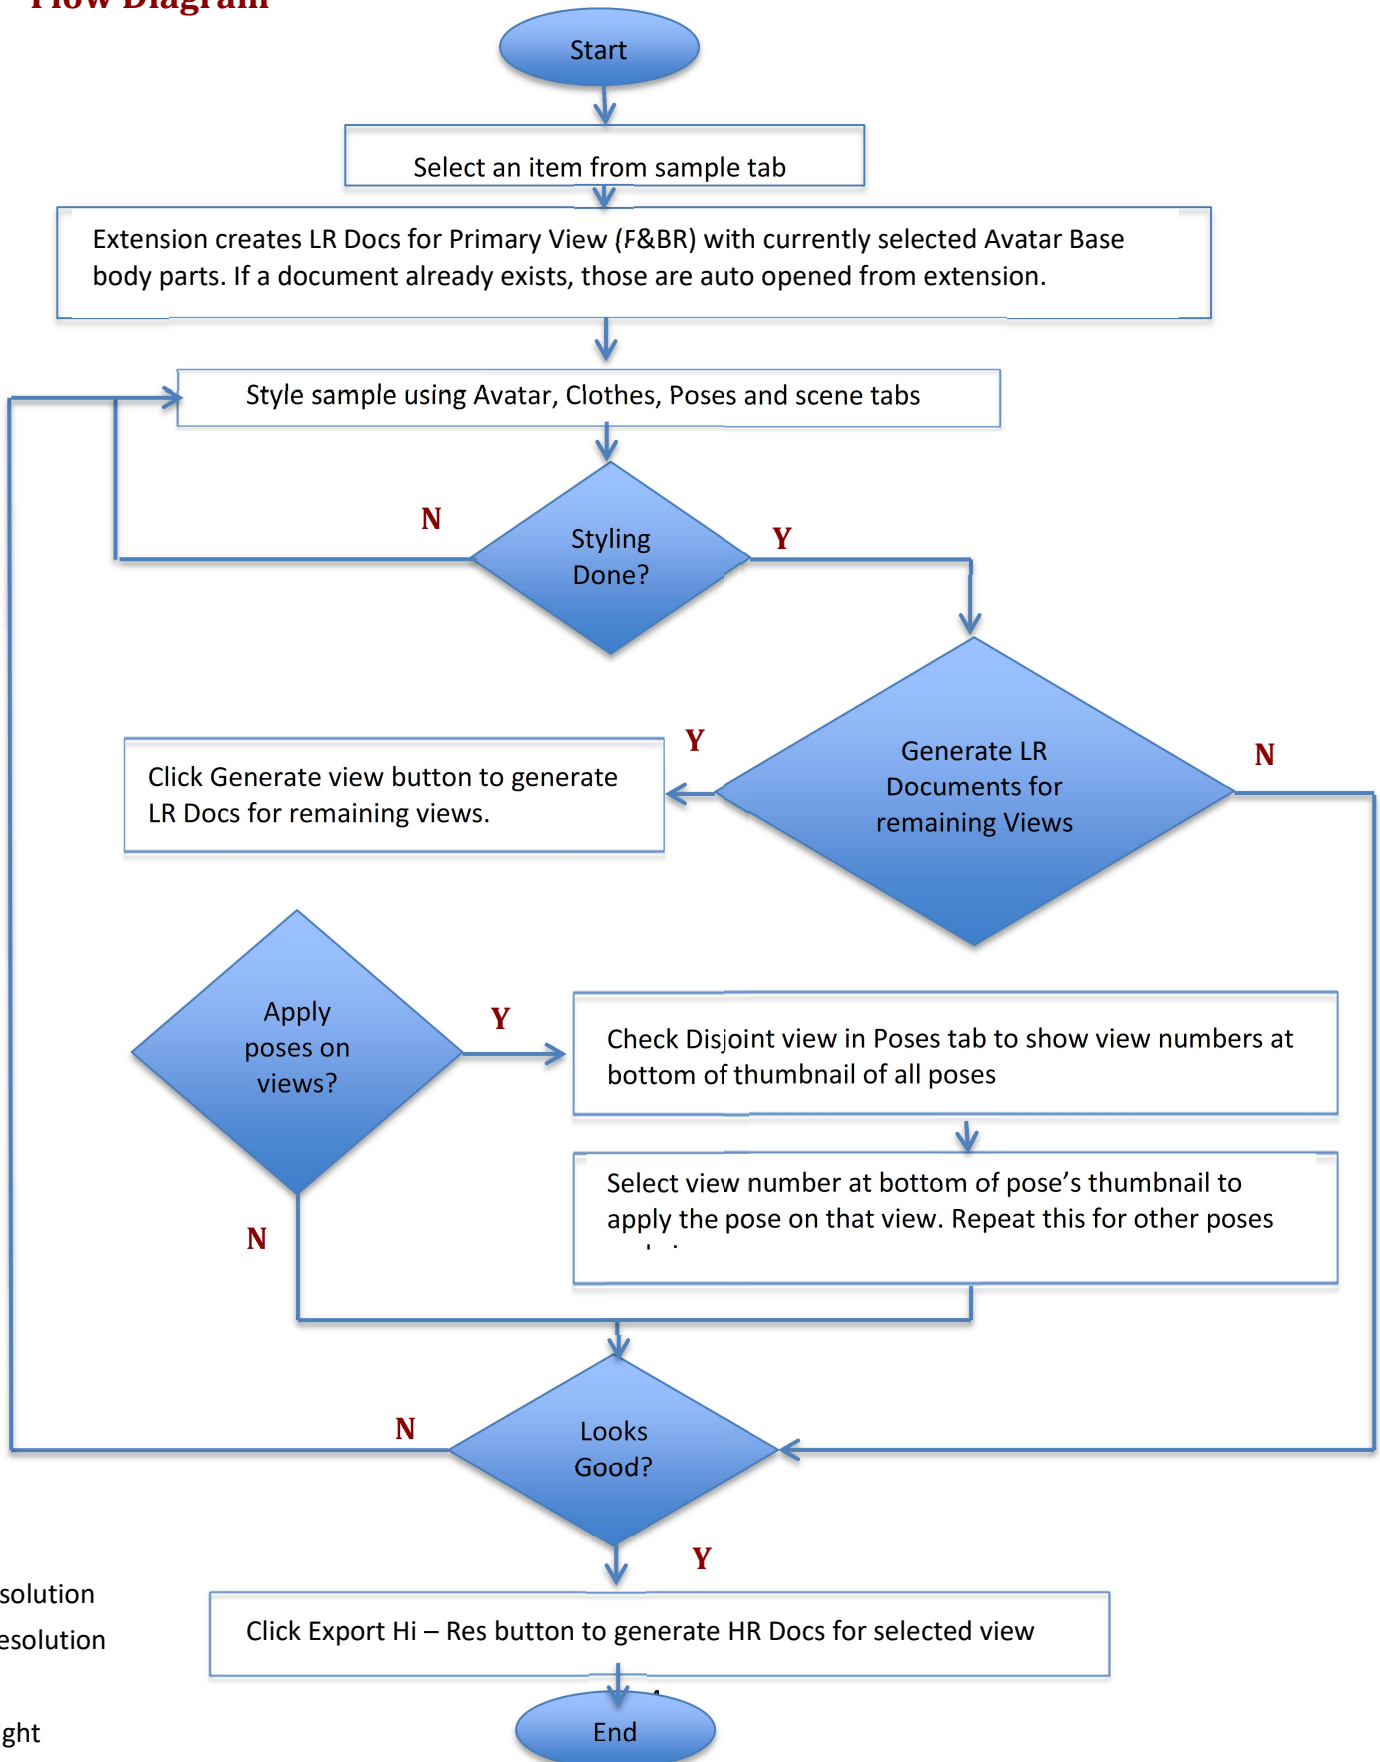 Flow Diagram
Start
Select an item from sample tab
Extension creates LR Docs for Primary View (F&BR) with currently selected Avatar Base
body parts. If a document already exists, those are auto opened from extension.
Style sample using Avatar, Clothes, Poses and scene tabs
N
Styling
Done?
Y
Generate LR
Documents for
remaining Views
Y
N
Click Generate view button to generate
LR Docs for remaining views.
Apply
poses on
views?
Y
Check Disjoint view in Poses tab to show view numbers at
bottom of thumbnail of all poses
Select view number at bottom of pose’s thumbnail to
apply the pose on that view. Repeat this for other poses
N
Looks
Good?
N
Y
solution
esolution
Click Export Hi – Res button to generate HR Docs for selected view
ght
End